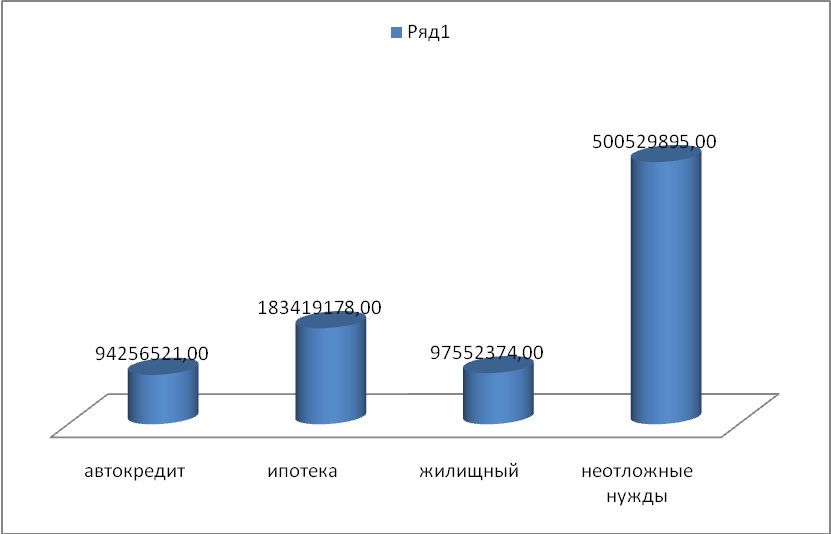 Ряд1
500529895,00
183419178,00
94256521,00
97552374,00
автокредит
ипотека
жилищный
неотложные
нужды